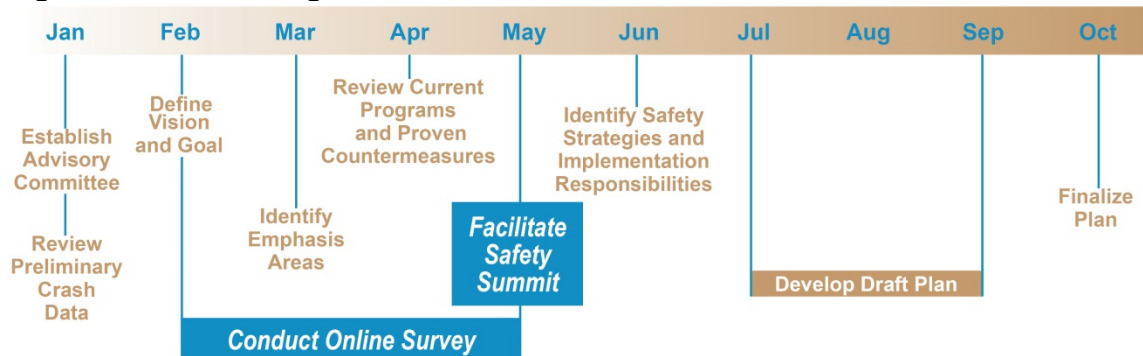 Jan Feb Mar Apr May Jun Jul Aug Sep Oct
Establish
Advisory
Committee
Review
Preliminary
Crash
Data
Define
Vision
and Goal
Identify
Emphasis
Areas
Review Current
Programs
and Proven
Countermeasures
Facilitate
Safety
Summit
Conduct Online Survey
Identify Safety
Strategies and
Implementation
Responsibilities
Develop Draft Plan
Finalize
Plan